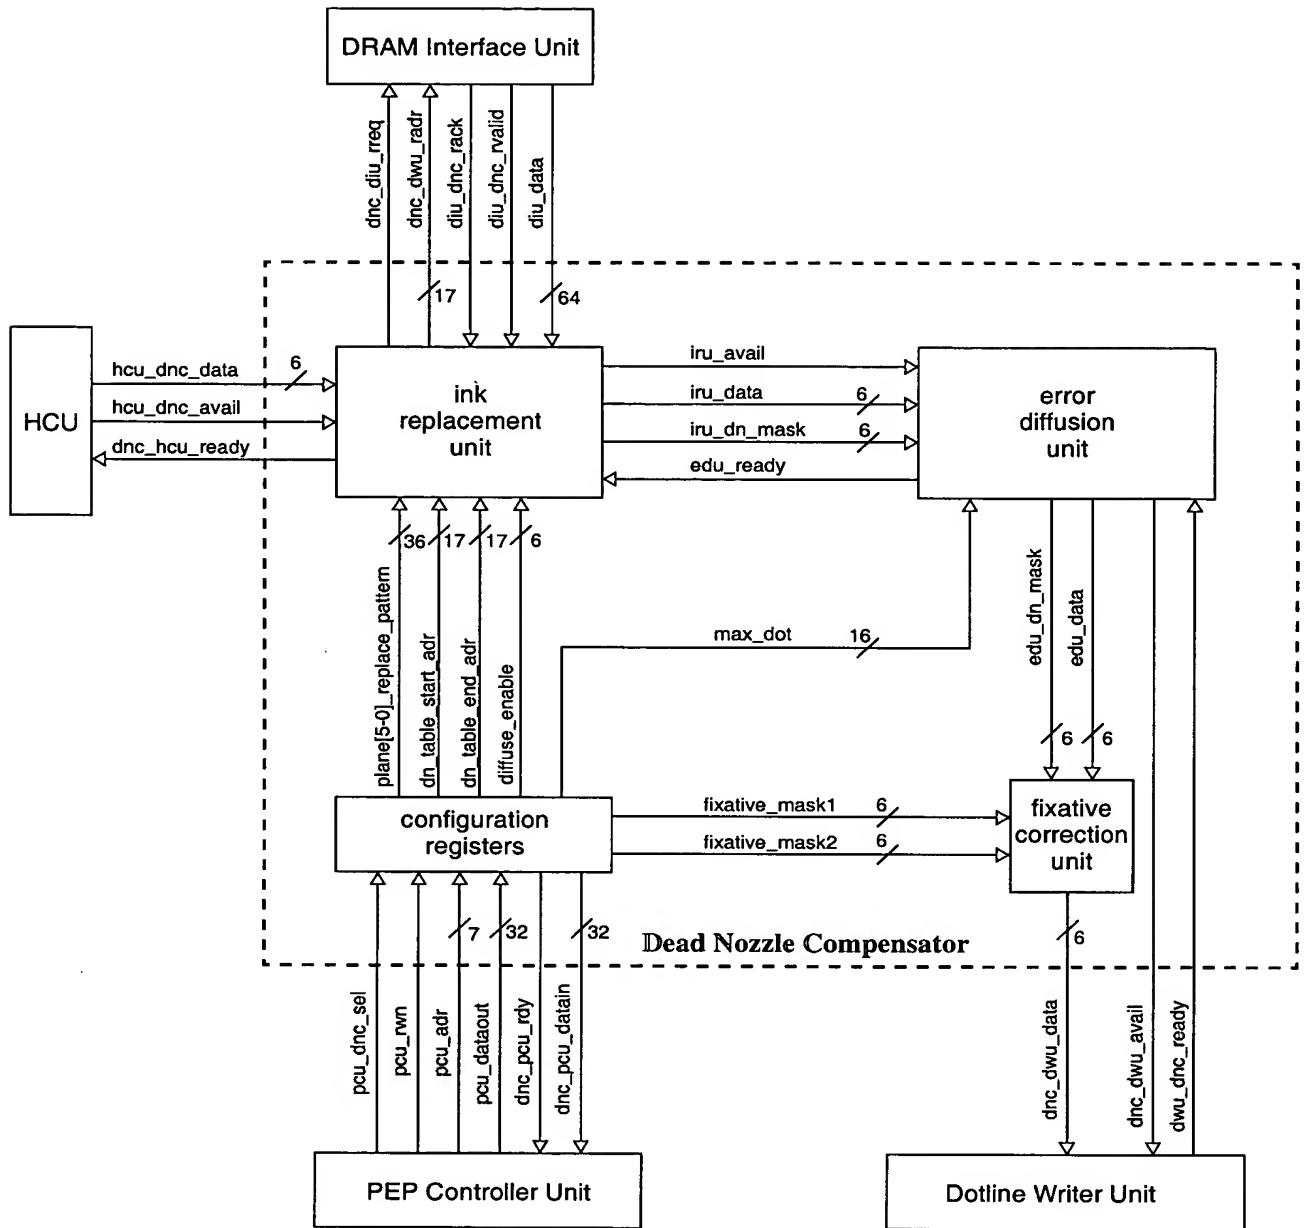 DRAM Interface Unit
dnc_diu_rreq
dnc_dwu_radr
diu_dnc_rack
diu_dnc_rvalid
diu_data
17
64
HCU
hcu_dnc_data
6
hcu_dnc_avail
dnc_hcu_ready
ink
replacement
unit
iru_avail
iru_data
6
iru_dn_mask
6
edu_ready
error
diffusion
unit
36
17
17
6
plane[5-0]_replace_pattern
dn_table_start_adr
dn_table_end_adr
diffuse_enable
max_dot
16
edu_dn_mask
edu_data
6
6
configuration
registers
fixative_mask1
6
fixative_mask2
6
fixative
correction
unit
7
32
32
6
Dead Nozzle Compensator
pcu_dnc_sel
pcu_rwn
pcu_adr
pcu_dataout
dnc_pcu_rdy
dnc_pcu_datain
dnc_dwu_data
dnc_dwu_avail
dwu_dnc_ready
PEP Controller Unit
Dotline Writer Unit